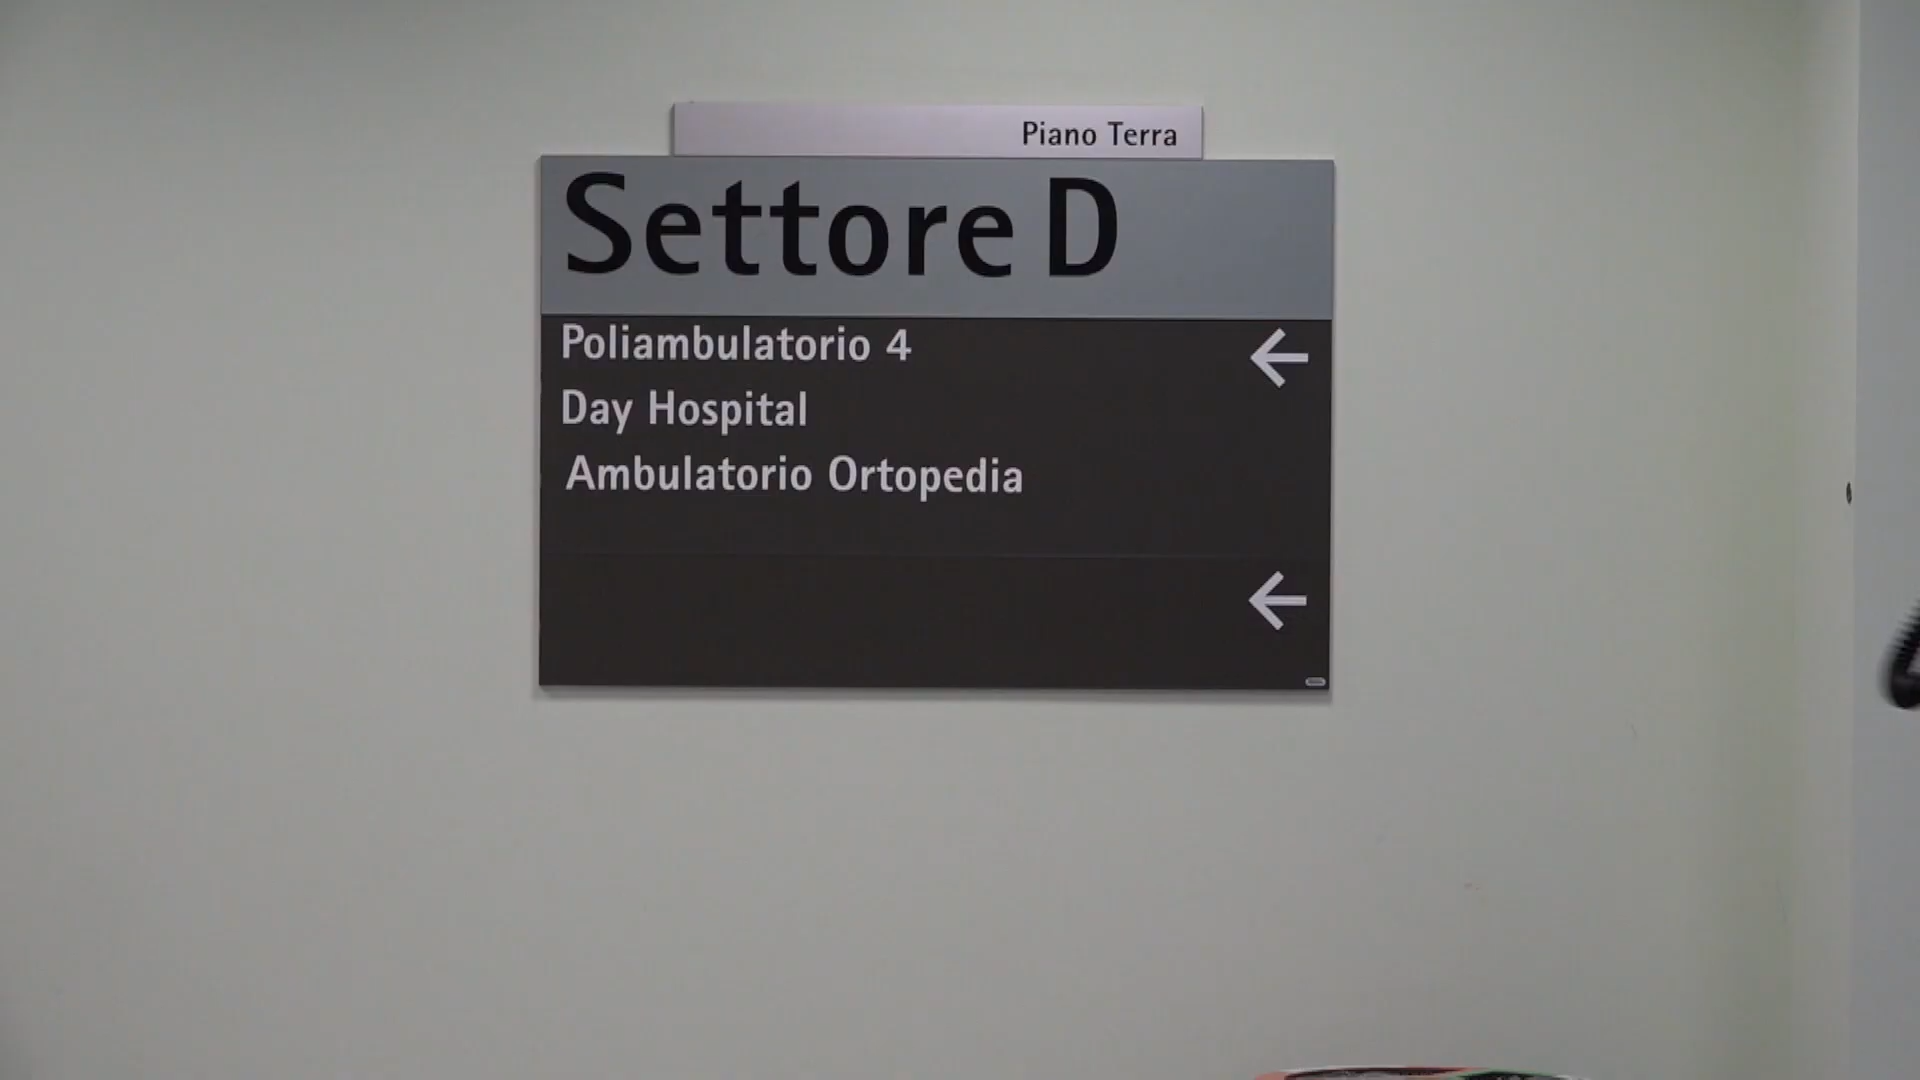 Piano Terra
Settore D
Poliambulatorio 4
Day Hospital
Ambulatorio Ortopedia